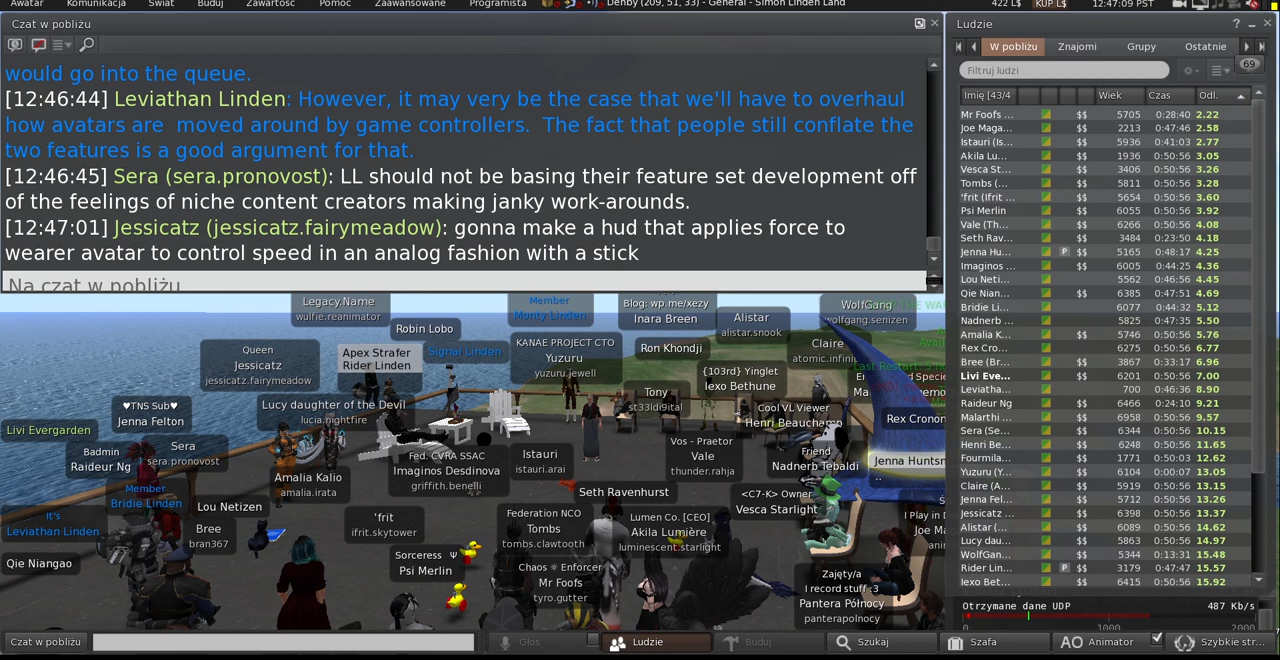 Awatar Komunikacja Świat Buduj Zawartość Pomoc Zaawansowane Programista Denby (209, 51, 33) - General - Simon Linden Land 422 L$ KUP L$ 12:47:09 PST
Czat w pobliżu
would go into the queue.
[12:46:44] Leviathan Linden: However, it may very be the case that we'll have to overhaul
how avatars are moved around by game controllers. The fact that people still conflate the
two features is a good argument for that.
[12:46:45] Sera (sera.pronovost): LL should not be basing their feature set development off
of the feelings of niche content creators making janky work-arounds.
[12:47:01] Jessicatz (jessicatz.fairymeadow): gonna make a hud that applies force to
wearer avatar to control speed in an analog fashion with a stick
Na czat w pobliżu
Legacy.Name
wulfie.reanimator
Robin Lobo
Member
Monty Linden
Blog: wp.me/xezy
Inara Breen
Alistar
alistar.snook
WolfGang
wolfgang.senizen
Queen
Jessicatz
jessicatz.fairymeadow
Apex Strafer
Rider Linden
Signal Linden
KANAE PROJECT CTO
Yuzuru
yuzuru.jewell
Ron Khondji
Claire
{103rd} Yinglet
Iexo Bethune
Last Restart:
Tony
st33ldi9ital
♥TNS Sub♥
Jenna Felton
Lucy daughter of the Devil
lucia.nightfire
Cool VL Viewer
Henri Beauchamp
Rex Cronon
Livi Evergarden
Sera
sera.pronovost
Badmin
Raideur Ng
Fed. CVRA SSAC
Imaginos Desdinova
griffith.benelli
Istauri
istauri.arai
Vos - Praetor
Vale
thunder.rahja
Friend
Nadnerb Tebaldi
Jenna Huntsn
Amalia Kalio
amalia.irata
Member
Bridie Linden
Seth Ravenhurst
<C7-K> Owner
Vesca Starlight
Lou Netizen
It's
Leviathan Linden
Bree
bran367
'frit
ifrit.skytower
Federation NCO
Tombs
tombs.clawtooth
Lumen Co. [CEO]
Akila Lumière
luminescent.starlight
I Play in
Joe Ma
Qie Niangao
Sorceress Ψ
Psi Merlin
Chaos ☼ Enforcer
Mr Foofs
tyro.gutter
Zajęty/a
I record stuff :3
Pantera Północy
panterapolnocy
Ludzie
W pobliżu Znajomi Grupy Ostatnie
Filtruj ludzi
69
Imię [43/4 Wiek Czas Odl.
Mr Foofs ... $$ 5705 0:28:40 2.22
Joe Maga... $$ 2213 0:47:46 2.58
Istauri (Is... $$ 5936 0:41:03 2.77
Akila Lu... $$ 1936 0:50:56 3.05
Vesca St... $$ 3406 0:50:56 3.26
Tombs (... $$ 5811 0:50:56 3.28
'frit (Ifrit ... $$ 5654 0:50:56 3.60
Psi Merlin $$ 6055 0:50:56 3.92
Vale (Th... $$ 6266 0:50:56 4.08
Seth Rav... $$ 3484 0:23:50 4.18
Jenna Hu... P $$ 5165 0:48:17 4.25
Imaginos ... $$ 6005 0:44:25 4.36
Lou Neti... 5562 0:46:56 4.45
Qie Nian... $$ 6385 0:47:51 4.69
Bridie Li... 6077 0:44:32 5.12
Nadnerb ... 5825 0:47:35 5.50
Amalia K... $$ 5746 0:50:56 5.76
Rex Cro... 6275 0:50:56 6.77
Bree (Br... $$ 3867 0:33:17 6.96
Livi Eve... $$ 6201 0:50:56 7.00
Leviatha... 700 0:46:36 8.90
Raideur Ng $$ 6466 0:24:10 9.21
Malarthi ... $$ 6958 0:50:56 9.57
Sera (Se... $$ 6344 0:50:56 10.15
Henri Be... $$ 6248 0:50:56 11.65
Fourmila... $$ 1771 0:50:03 12.62
Yuzuru (Y... $$ 6104 0:00:07 13.05
Claire (A... $$ 5919 0:50:56 13.15
Jenna Fel... $$ 5712 0:50:56 13.26
Jessicatz ... $$ 6398 0:50:56 13.37
Alistar (... $$ 6089 0:50:56 14.62
Lucy dau... $$ 5863 0:50:56 14.97
WolfGan... $$ 5344 0:13:31 15.48
Rider Lin... P $$ 3179 0:47:47 15.57
Iexo Bet... $$ 6415 0:50:56 15.92
Otrzymane dane UDP 487 Kb/s
0 1000 2000
Czat w pobliżu Głos Ludzie Buduj Szukaj Szafa AO Animator Szybkie str...